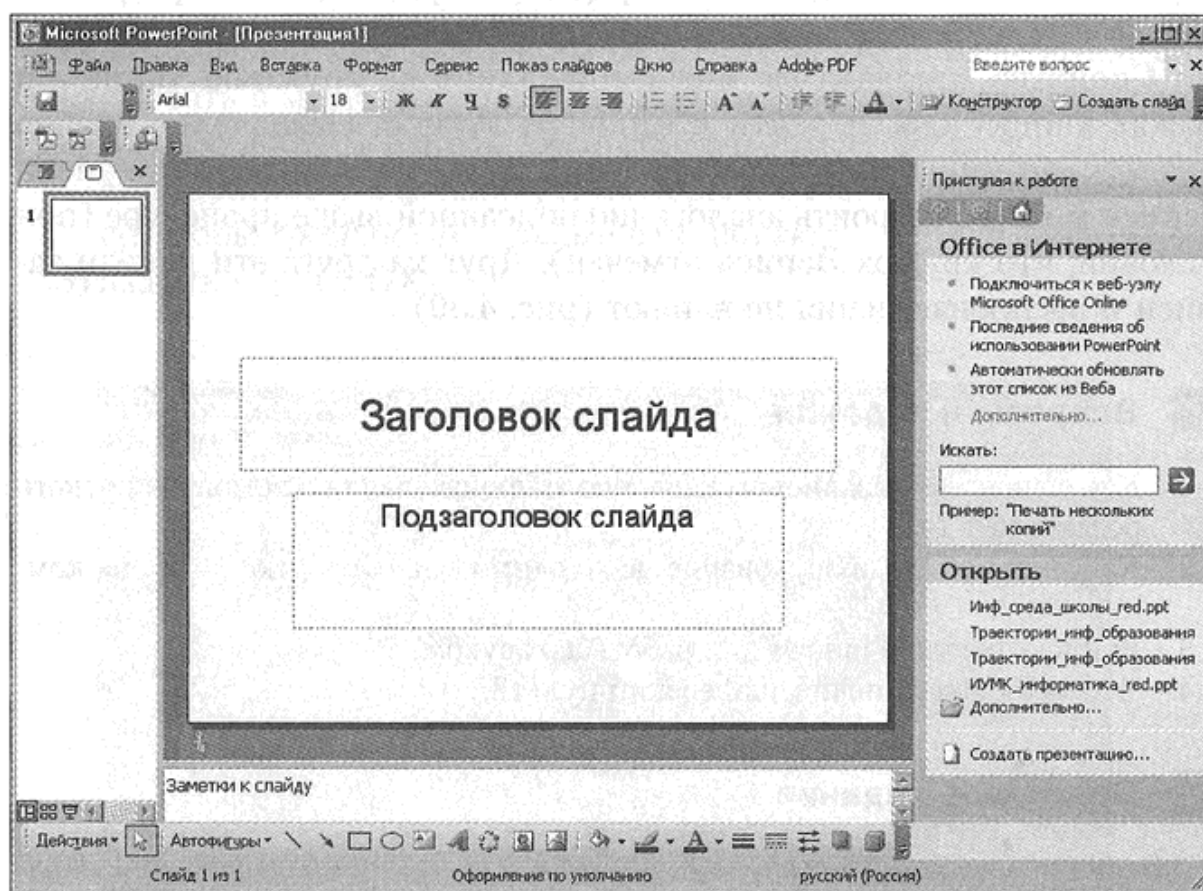 Microsoft PowerPoint - [Презентация1]
Файл Правка Вид Вставка Формат Сервис Показ слайдов Окно Справка Adobe PDF Введите вопрос
Arial 18 Ж К Ч S Конструктор Создать слайд
Приступая к работе
1
Office в Интернете
Подключиться к веб-узлу
Microsoft Office Online
Последние сведения об
использовании PowerPoint
Автоматически обновлять
этот список из Веба
Дополнительно...
Заголовок слайда
Подзаголовок слайда
Искать:
Пример: "Печать нескольких
копий"
Открыть
Инф_среда_школы_red.ppt
Траектории_инф_образования
Траектории_инф_образования
ИУМК_информатика_red.ppt
Дополнительно...
Создать презентацию...
Заметки к слайду
Действия Автофигуры
Слайд 1 из 1 Оформление по умолчанию русский (Россия)